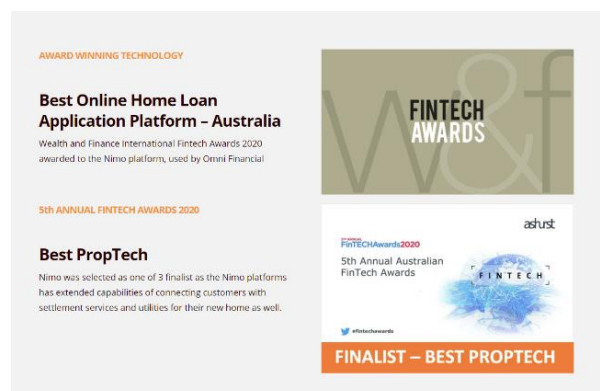 AWARD WINNING TECHNOLOGY
Best Online Home Loan
Application Platform – Australia
Wealth and Finance International Fintech Awards 2020
awarded to the Nimo platform, used by Omni Financial
w&f
FINTECH
AWARDS
5th ANNUAL FINTECH AWARDS 2020
Best PropTech
Nimo was selected as one of 3 finalist as the Nimo platforms
has extended capabilities of connecting customers with
settlement services and utilities for their new home as well.
ashurst
FinTECHAwards2020
5th Annual Australian
FinTech Awards
FINTECH
#fintechawards
FINALIST – BEST PROPTECH